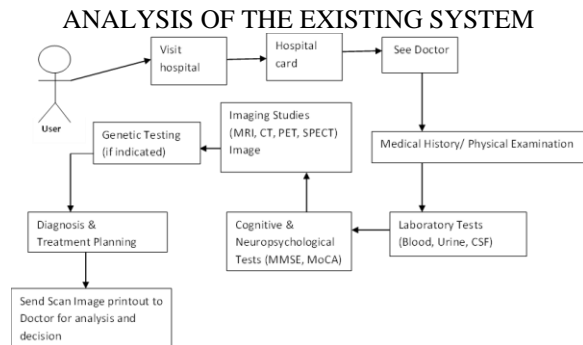 ANALYSIS OF THE EXISTING SYSTEM
User
Visit
hospital
Hospital
card
See Doctor
Medical History/ Physical Examination
Laboratory Tests
(Blood, Urine, CSF)
Cognitive &
Neuropsychological
Tests (MMSE, MoCA)
Imaging Studies
(MRI, CT, PET, SPECT)
Image
Genetic Testing
(if indicated)
Diagnosis &
Treatment Planning
Send Scan Image printout to
Doctor for analysis and
decision